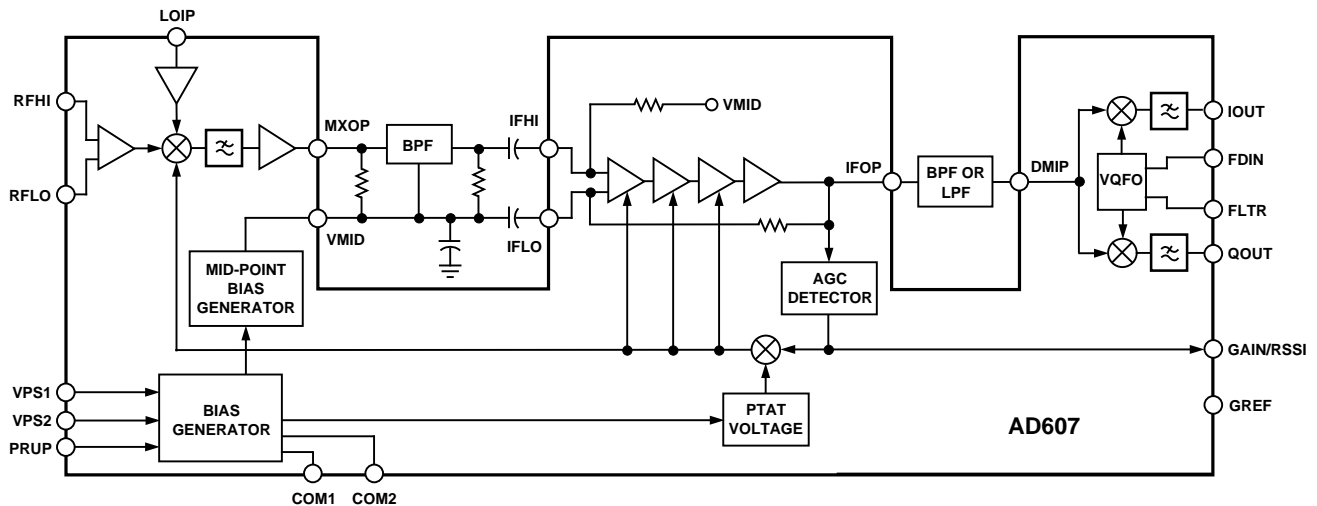 LOIP
RFHI
RFLO
MXOP
BPF
VMID
MID-POINT
BIAS
GENERATOR
IFHI
IFLO
VMID
IFOP
BPF OR
LPF
DMIP
VQFO
IOUT
FDIN
FLTR
QOUT
AGC
DETECTOR
GAIN/RSSI
GREF
VPS1
VPS2
PRUP
BIAS
GENERATOR
PTAT
VOLTAGE
AD607
COM1
COM2